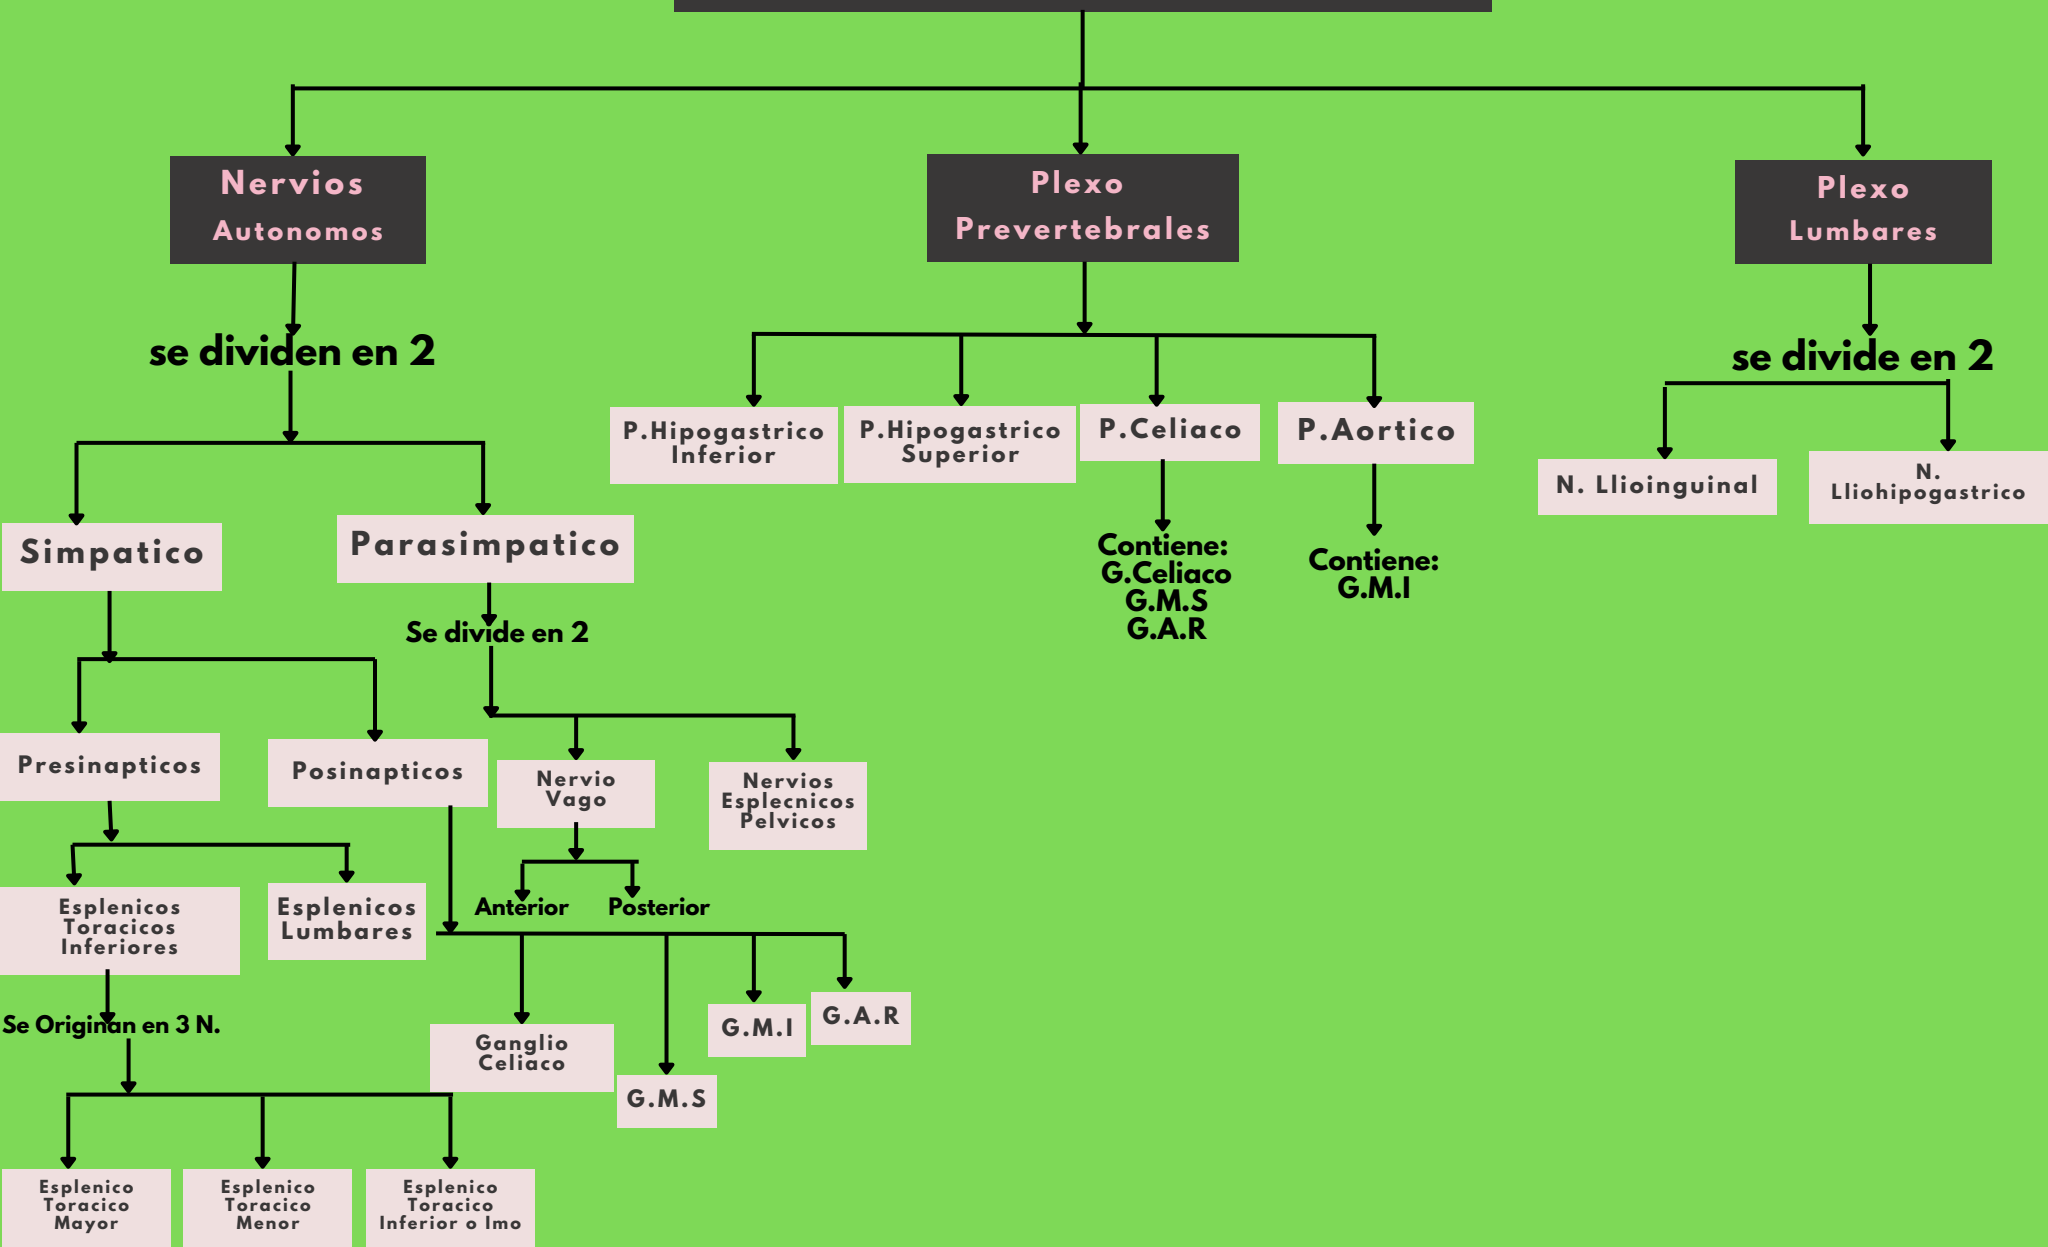 Nervios
Autonomos
Plexo
Prevertebrales
Plexo
Lumbares
se dividen en 2
se divide en 2
P.Hipogastrico
Inferior
P.Hipogastrico
Superior
P.Celiaco
P.Aortico
N. Llioinguinal
N.
Lliohipogastrico
Simpatico
Parasimpatico
Contiene:
G.Celiaco
G.M.S
G.A.R
Contiene:
G.M.I
Se divide en 2
Presinapticos
Posinapticos
Nervio
Vago
Nervios
Esplecnicos
Pelvicos
Esplenicos
Toracicos
Inferiores
Esplenicos
Lumbares
Anterior
Posterior
Se Originan en 3 N.
Ganglio
Celiaco
G.M.S
G.M.I
G.A.R
Esplenico
Toracico
Mayor
Esplenico
Toracico
Menor
Esplenico
Toracico
Inferior o Imo